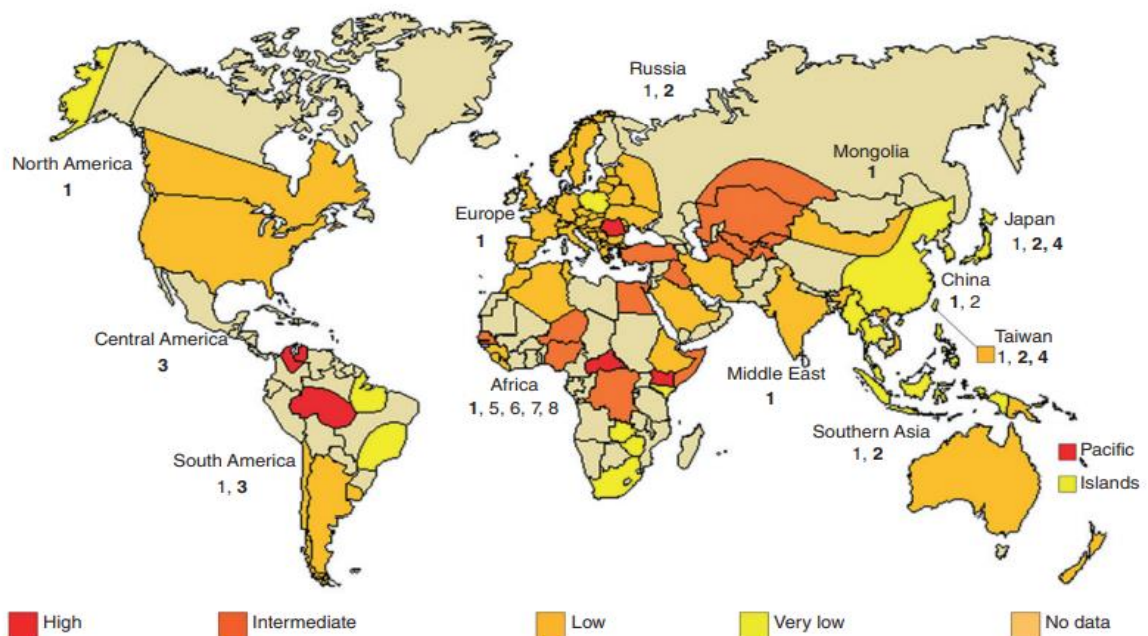 Russia
1, 2
North America
1
Mongolia
1
Europe
1
Japan
1, 2, 4
China
1, 2
Central America
3
Taiwan
1, 2, 4
Africa
1, 5, 6, 7, 8
Middle East
1
Southern Asia
1, 2
South America
1, 3
Pacific
Islands
High
Intermediate
Low
Very low
No data